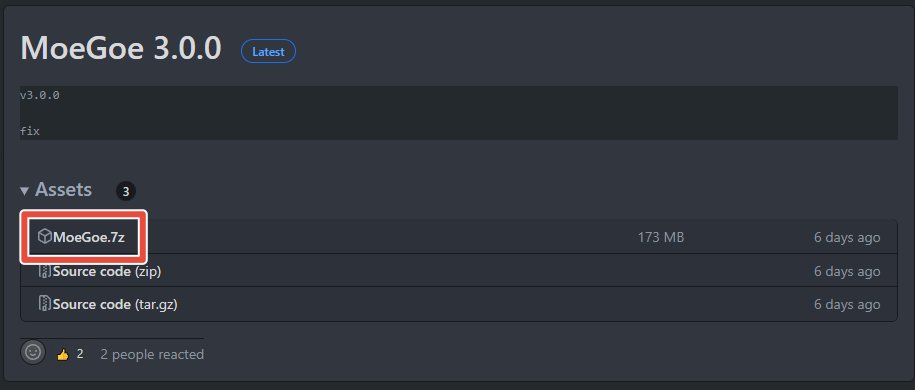 MoeGoe 3.0.0 Latest
v3.0.0
fix
Assets 3
MoeGoe.7z 173 MB 6 days ago
Source code (zip) 6 days ago
Source code (tar.gz) 6 days ago
👍 2 2 people reacted